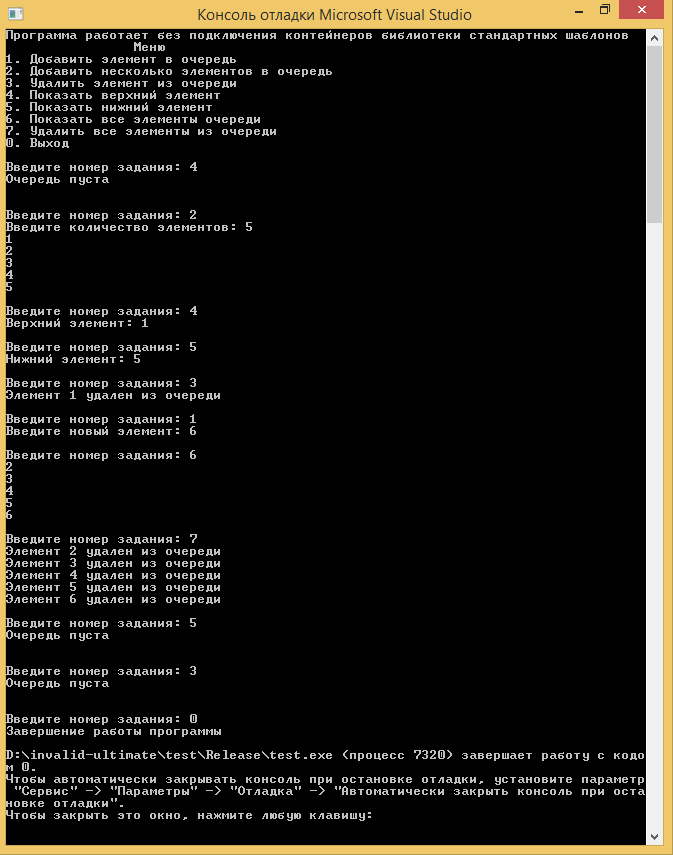 Консоль отладки Microsoft Visual Studio
Программа работает без подключения контейнеров библиотеки стандартных шаблонов
Меню
1. Добавить элемент в очередь
2. Добавить несколько элементов в очередь
3. Удалить элемент из очереди
4. Показать верхний элемент
5. Показать нижний элемент
6. Показать все элементы очереди
7. Удалить все элементы из очереди
0. Выход
Введите номер задания: 4
Очередь пуста
Введите номер задания: 2
Введите количество элементов: 5
1
2
3
4
5
Введите номер задания: 4
Верхний элемент: 1
Введите номер задания: 5
Нижний элемент: 5
Введите номер задания: 3
Элемент 1 удален из очереди
Введите номер задания: 1
Введите новый элемент: 6
Введите номер задания: 6
2
3
4
5
6
Введите номер задания: 7
Элемент 2 удален из очереди
Элемент 3 удален из очереди
Элемент 4 удален из очереди
Элемент 5 удален из очереди
Элемент 6 удален из очереди
Введите номер задания: 5
Очередь пуста
Введите номер задания: 3
Очередь пуста
Введите номер задания: 0
Завершение работы программы
D:\invalid-ultimate\test\Release\test.exe (процесс 7320) завершает работу с кодо
м 0.
Чтобы автоматически закрывать консоль при остановке отладки, установите параметр
"Сервис" -> "Параметры" -> "Отладка" -> "Автоматически закрыть консоль при оста
новке отладки".
Чтобы закрыть это окно, нажмите любую клавишу: